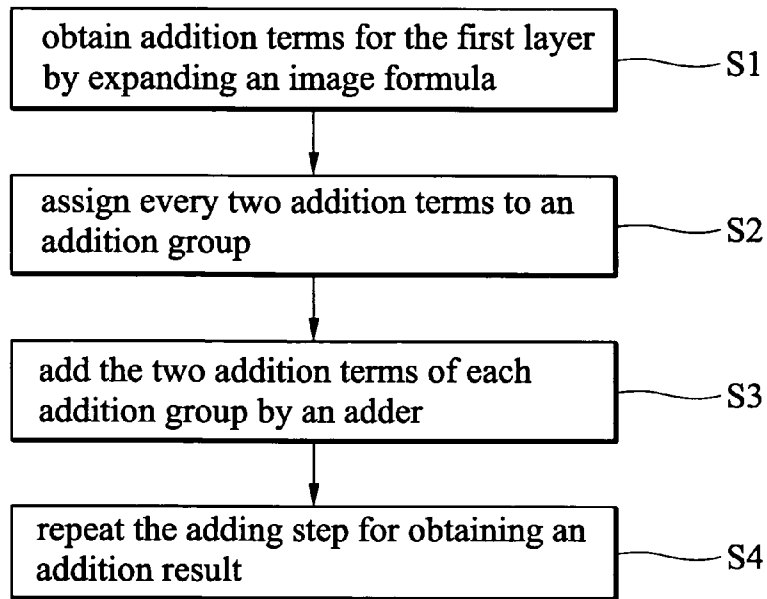 obtain addition terms for the first layer
by expanding an image formula
S1
assign every two addition terms to an
addition group
S2
add the two addition terms of each
addition group by an adder
S3
repeat the adding step for obtaining an
addition result
S4